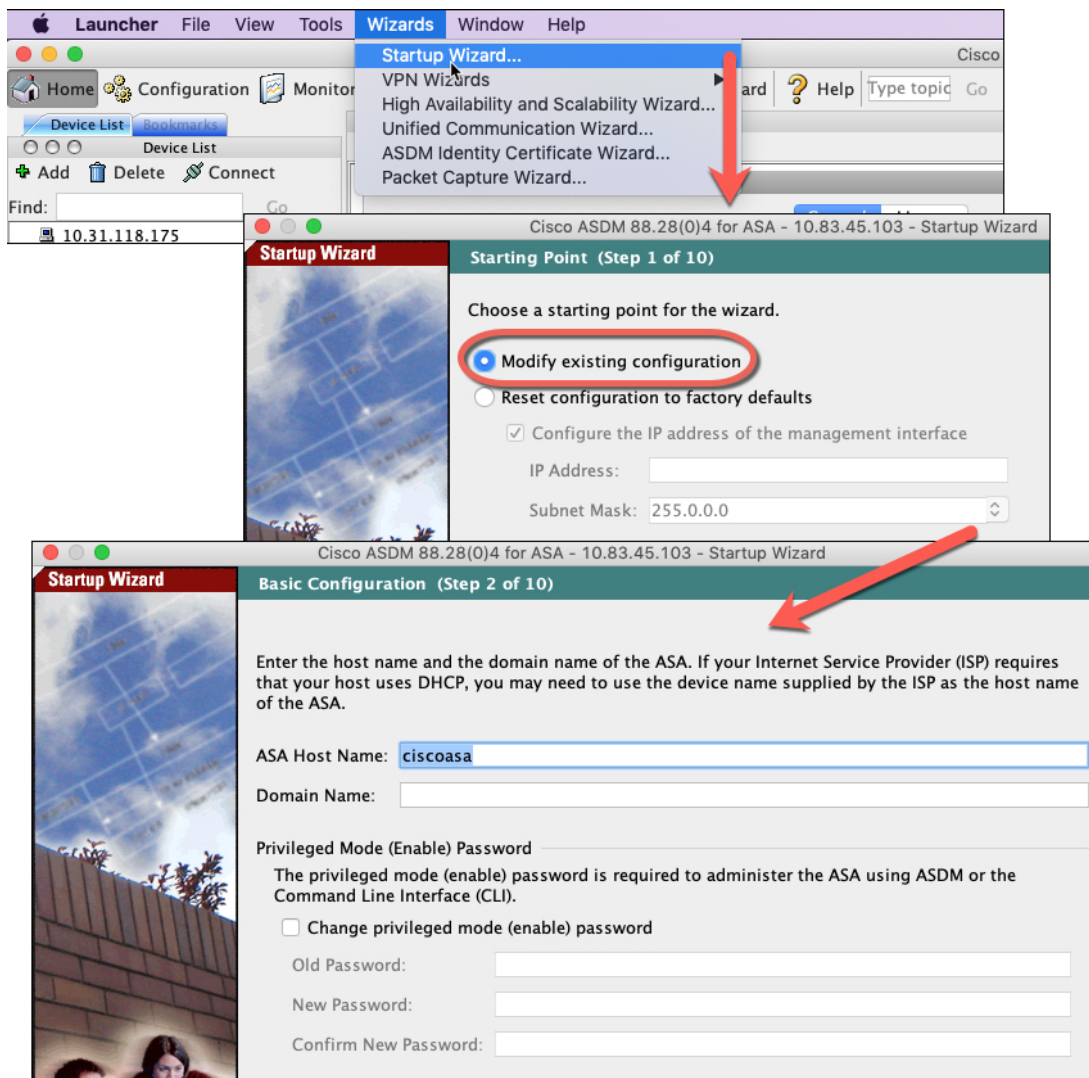 Launcher File View Tools Wizards Window Help
Startup Wizard...
VPN Wizards
High Availability and Scalability Wizard...
Unified Communication Wizard...
ASDM Identity Certificate Wizard...
Packet Capture Wizard...
Cisco
Home Configuration Monitor ard Help Type topic Go
Device List Bookmarks
Device List
Add Delete Connect
Find: Go
10.31.118.175
Cisco ASDM 88.28(0)4 for ASA - 10.83.45.103 - Startup Wizard
Startup Wizard
Starting Point (Step 1 of 10)
Choose a starting point for the wizard.
Modify existing configuration
Reset configuration to factory defaults
Configure the IP address of the management interface
IP Address:
Subnet Mask: 255.0.0.0
Cisco ASDM 88.28(0)4 for ASA - 10.83.45.103 - Startup Wizard
Startup Wizard
Basic Configuration (Step 2 of 10)
Enter the host name and the domain name of the ASA. If your Internet Service Provider (ISP) requires
that your host uses DHCP, you may need to use the device name supplied by the ISP as the host name
of the ASA.
ASA Host Name: ciscoasa
Domain Name:
Privileged Mode (Enable) Password
The privileged mode (enable) password is required to administer the ASA using ASDM or the
Command Line Interface (CLI).
Change privileged mode (enable) password
Old Password:
New Password:
Confirm New Password: